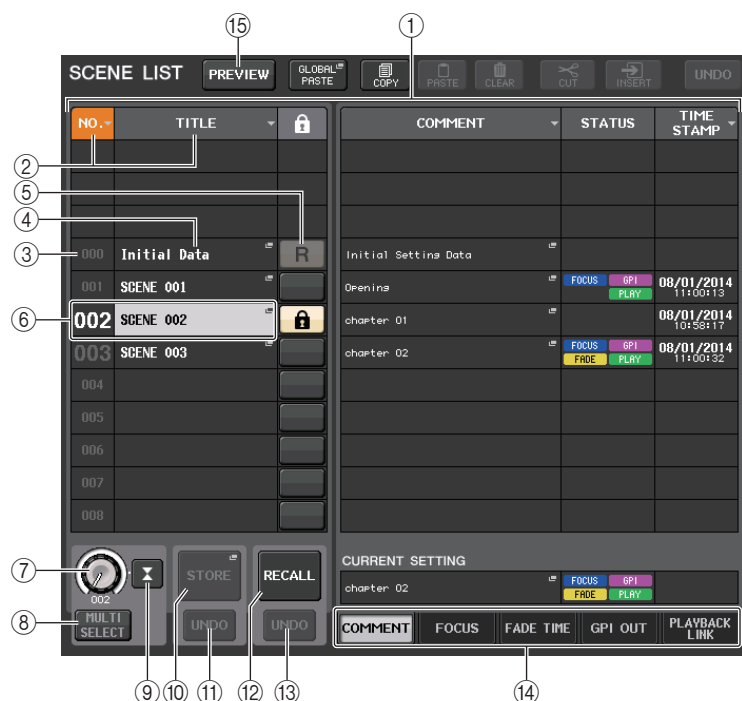 ⑮ ①
SCENE LIST PREVIEW GLOBAL PASTE COPY PASTE CLEAR CUT INSERT UNDO
NO. TITLE COMMENT STATUS TIME STAMP
②
⑤
④
③ 000 Initial Data R Initial Setting Data
001 SCENE 001 Opening FOCUS GPI PLAY 08/01/2014 11:00:13
⑥ 002 SCENE 002 chapter 01 08/01/2014 10:58:17
003 SCENE 003 chapter 02 FOCUS GPI FADE PLAY 08/01/2014 11:00:32
004
005
006
007
008
CURRENT SETTING
⑦ 002 STORE RECALL chapter 02 FOCUS GPI FADE PLAY
⑧ MULTI SELECT UNDO UNDO COMMENT FOCUS FADE TIME GPI OUT PLAYBACK LINK
⑨ ⑩ ⑪ ⑫ ⑬ ⑭